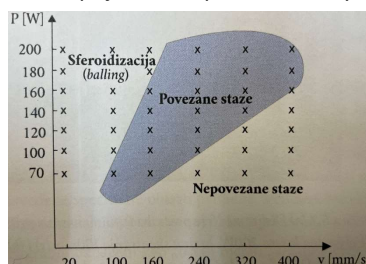 P [W]
200
Sferoidizacija
(balling)
180
Povezane staze
160
140
120
100
70
Nepovezane staze
20 100 160 240 320 400 v [mm/s